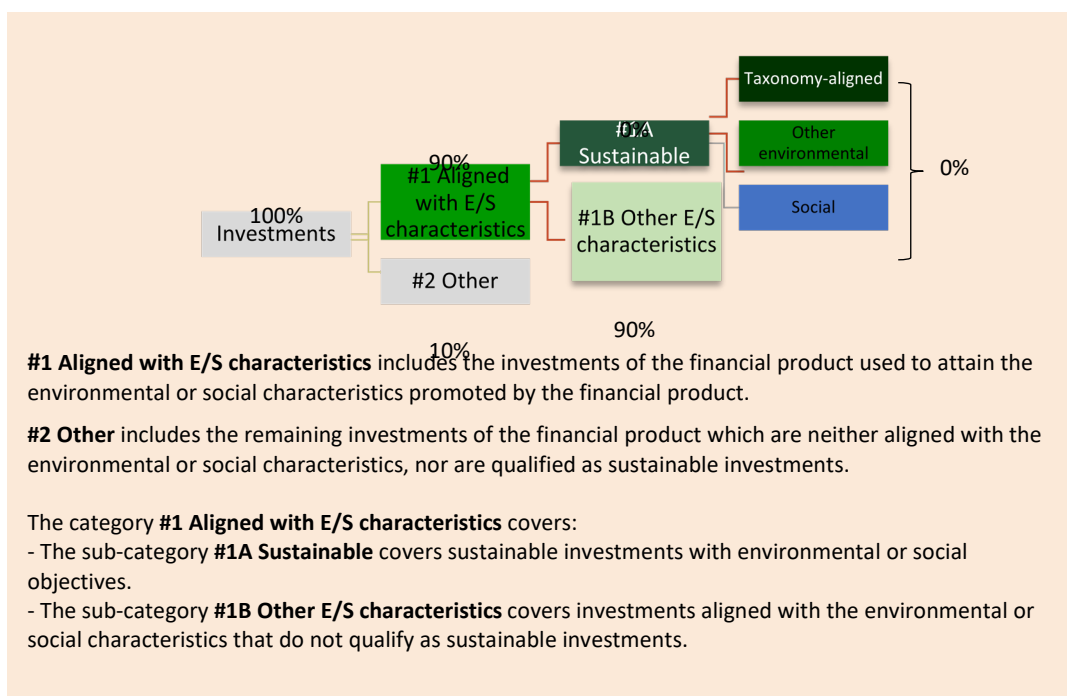 Taxonomy-aligned
0%
#1A
Sustainable
Other
environmental
90%
#1 Aligned
with E/S
characteristics
0%
#1B Other E/S
characteristics
Social
100%
Investments
#2 Other
90%
10%
#1 Aligned with E/S characteristics includes the investments of the financial product used to attain the
environmental or social characteristics promoted by the financial product.
#2 Other includes the remaining investments of the financial product which are neither aligned with the
environmental or social characteristics, nor are qualified as sustainable investments.
The category #1 Aligned with E/S characteristics covers:
- The sub-category #1A Sustainable covers sustainable investments with environmental or social
objectives.
- The sub-category #1B Other E/S characteristics covers investments aligned with the environmental or
social characteristics that do not qualify as sustainable investments.